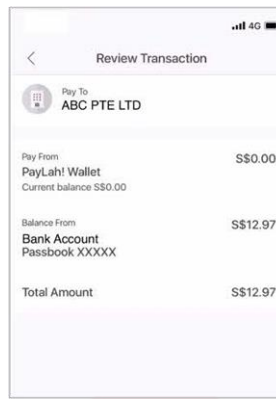 4G
Review Transaction
Pay To
ABC PTE LTD
Pay From
S$0.00
PayLah! Wallet
Current balance S$0.00
Balance From
S$12.97
Bank Account
Passbook XXXXX
Total Amount
S$12.97